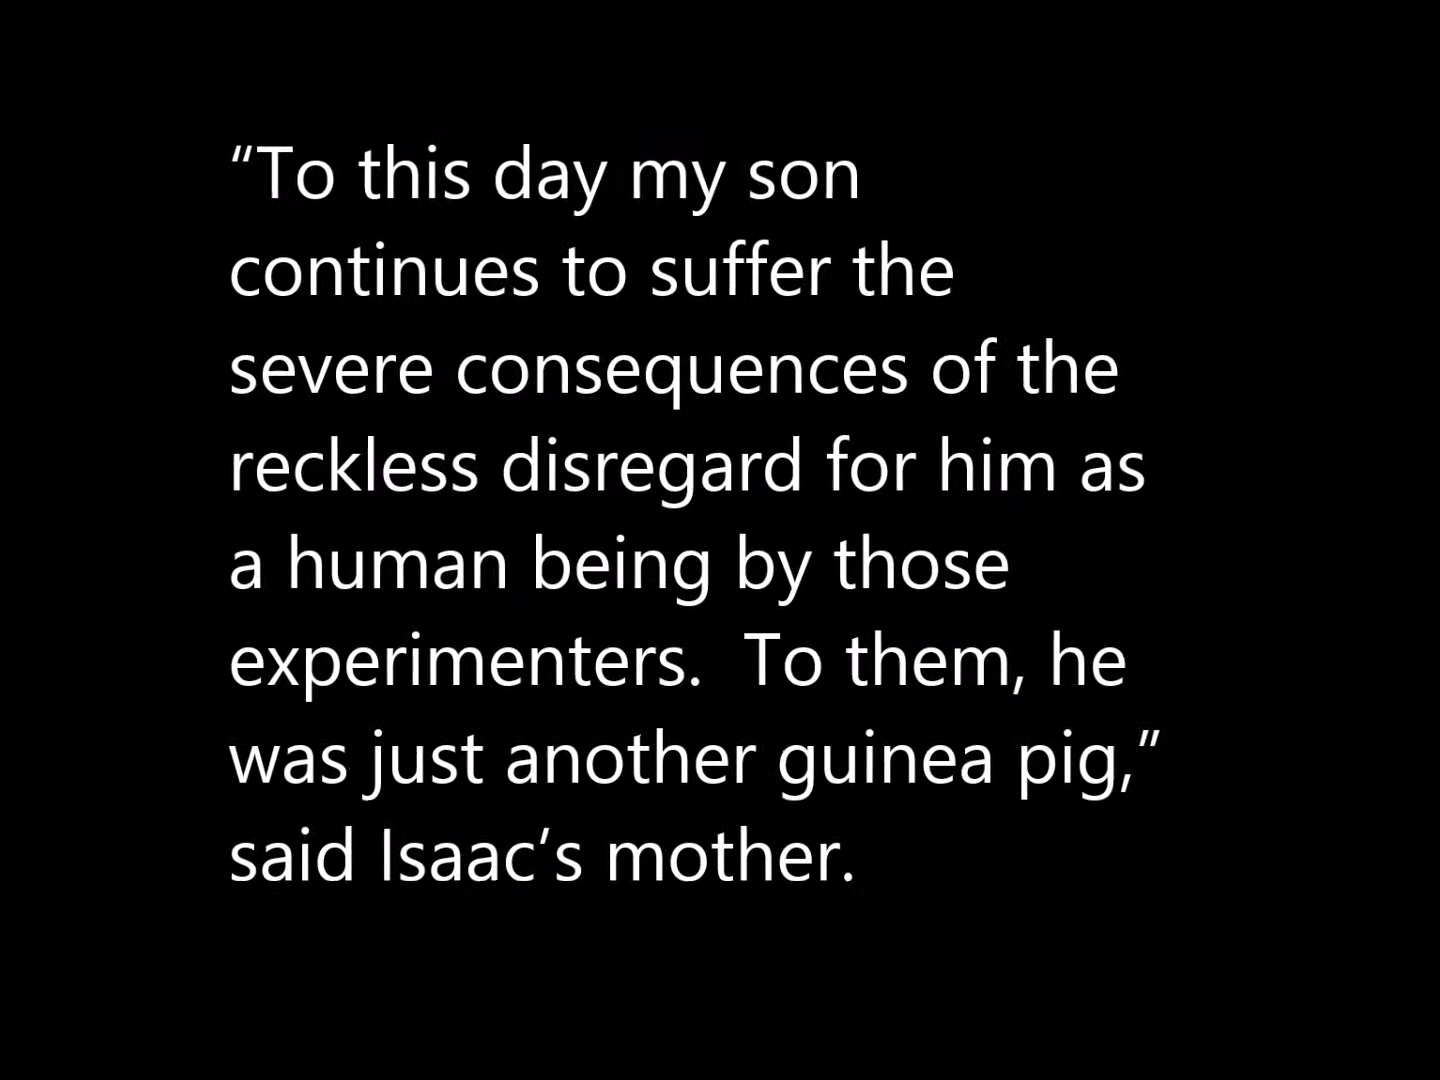 “To this day my son
continues to suffer the
severe consequences of the
reckless disregard for him as
a human being by those
experimenters.  To them, he
was just another guinea pig,”
said Isaac’s mother.